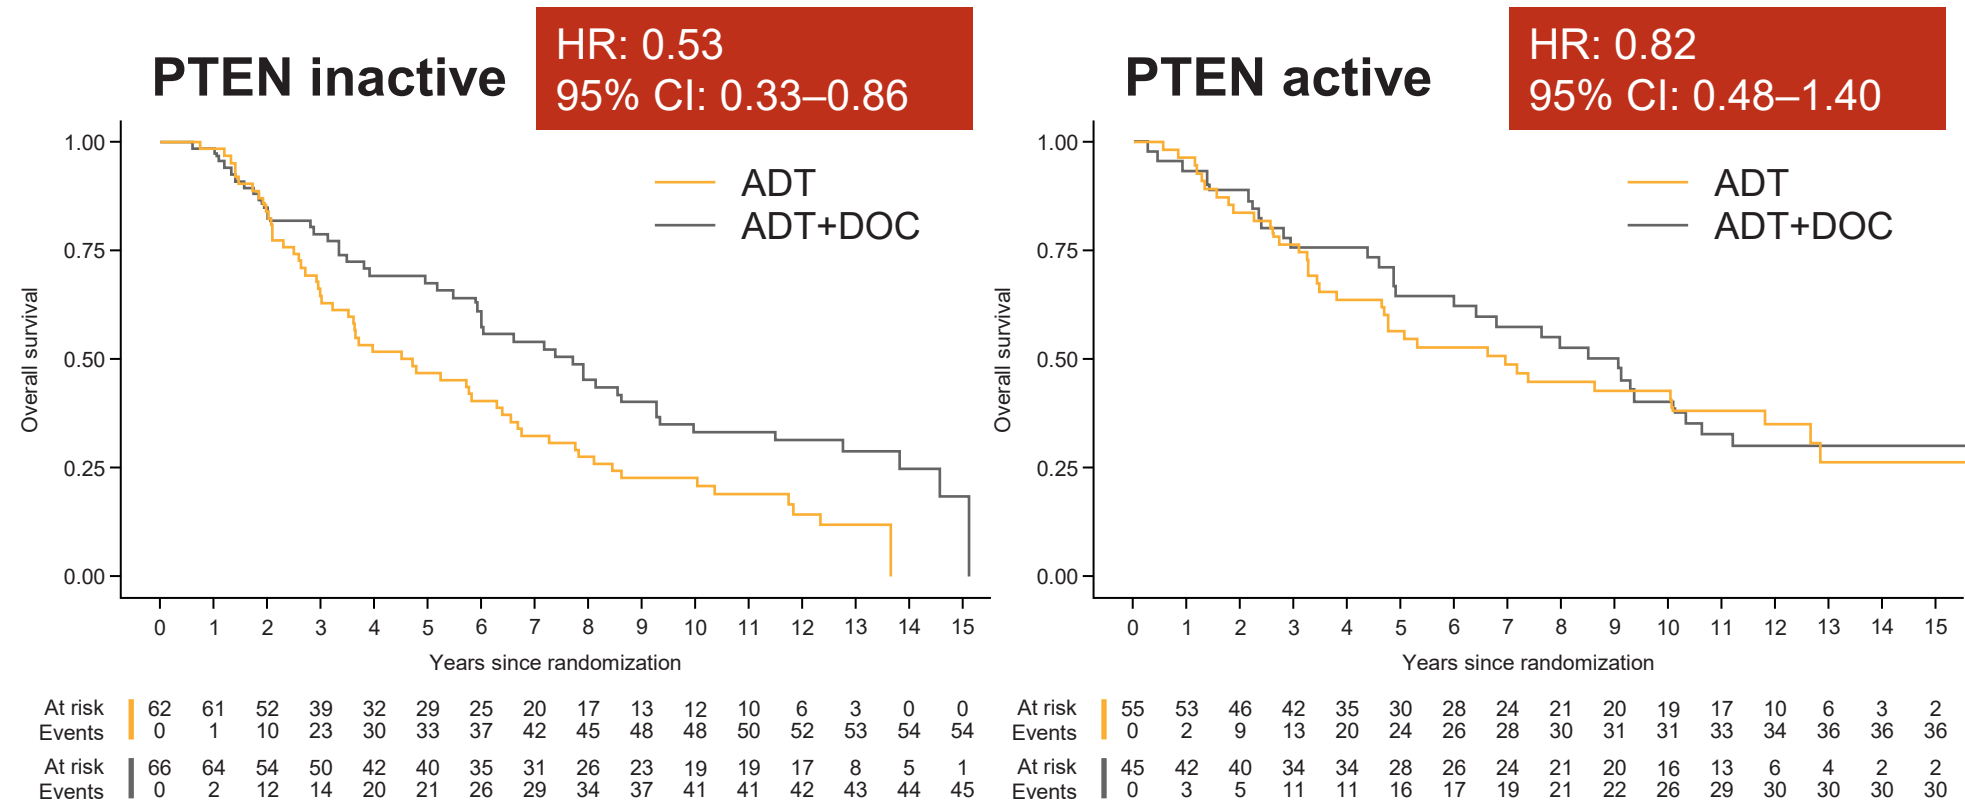 PTEN inactive
HR: 0.53
95% CI: 0.33–0.86
ADT
ADT+DOC
1.00
0.75
0.50
0.25
0.00
Overall survival
0 1 2 3 4 5 6 7 8 9 10 11 12 13 14 15
Years since randomization
At risk 62 61 52 39 32 29 25 20 17 13 12 10 6 3 0 0
Events 0 1 10 23 30 33 37 42 45 48 48 50 52 53 54 54
At risk 66 64 54 50 42 40 35 31 26 23 19 19 17 8 5 1
Events 0 2 12 14 20 21 26 29 34 37 41 41 42 43 44 45
PTEN active
HR: 0.82
95% CI: 0.48–1.40
ADT
ADT+DOC
1.00
0.75
0.50
0.25
0.00
Overall survival
0 1 2 3 4 5 6 7 8 9 10 11 12 13 14 15
Years since randomization
At risk 55 53 46 42 35 30 28 24 21 20 19 17 10 6 3 2
Events 0 2 9 13 20 24 26 28 30 31 31 33 34 36 36 36
At risk 45 42 40 34 34 28 26 24 21 20 16 13 6 4 2 2
Events 0 3 5 11 11 16 17 19 21 22 26 29 30 30 30 30